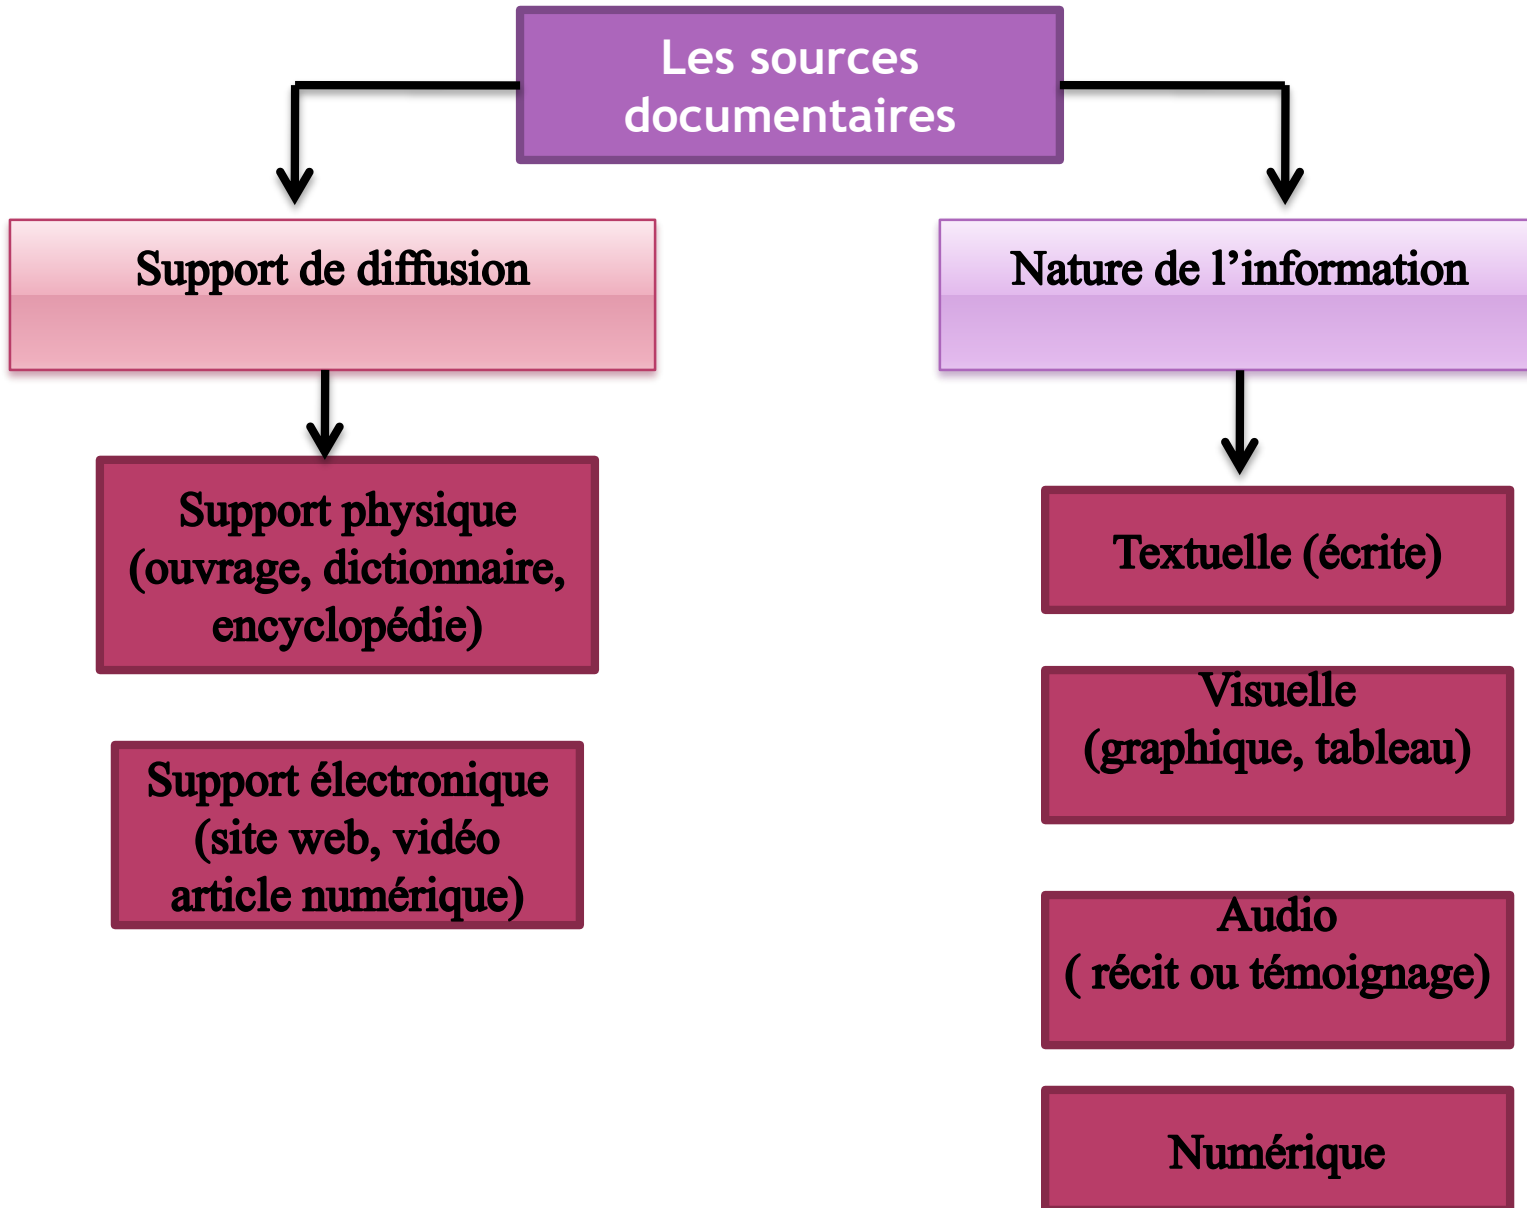 Les sources
documentaires
Support de diffusion
Nature de l’information
Support physique
(ouvrage, dictionnaire,
encyclopédie)
Support électronique
(site web, vidéo
article numérique)
Textuelle (écrite)
Visuelle
(graphique, tableau)
Audio
( récit ou témoignage)
Numérique